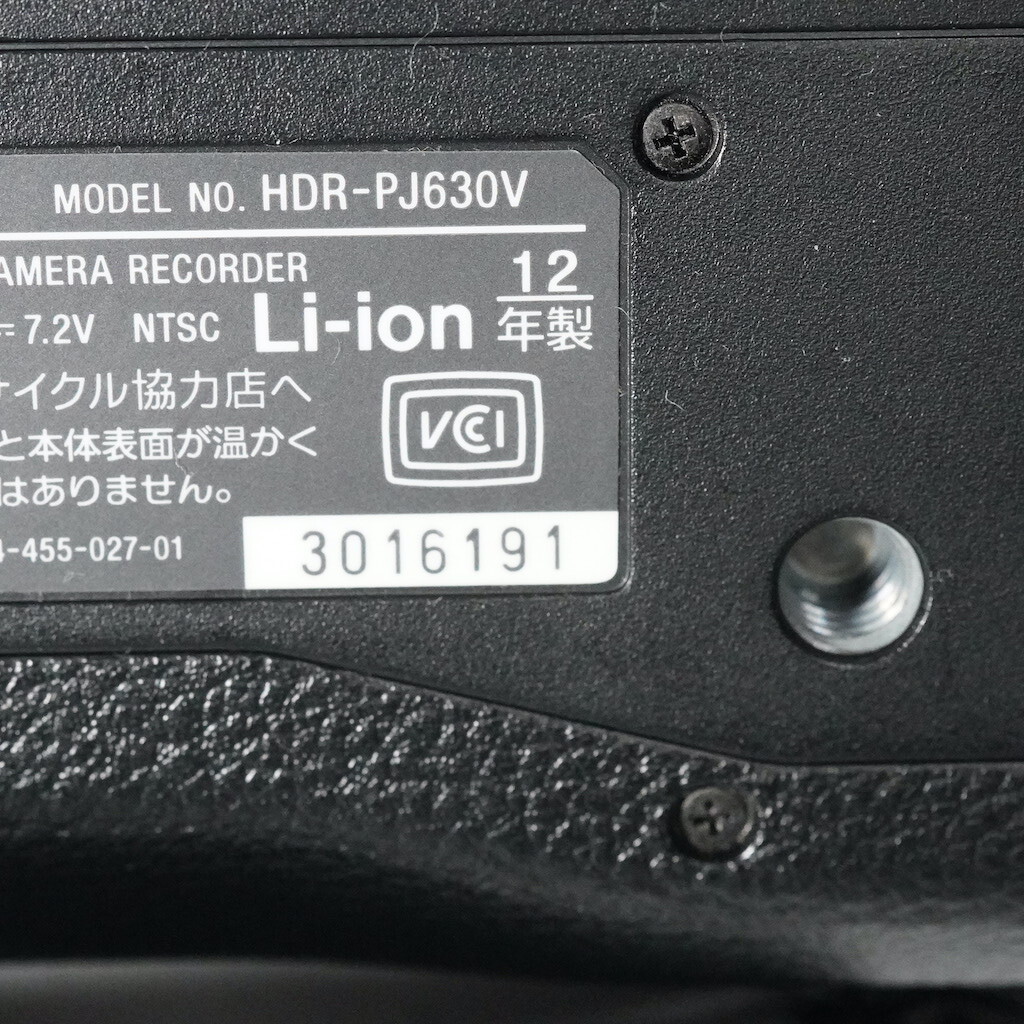 MODEL NO. HDR-PJ630V
AMERA RECORDER
7.2V NTSC Li-ion
12
年製
サイクル協力店へ
と本体表面が温かく
はありません。
VCCI
4-455-027-01
3016191